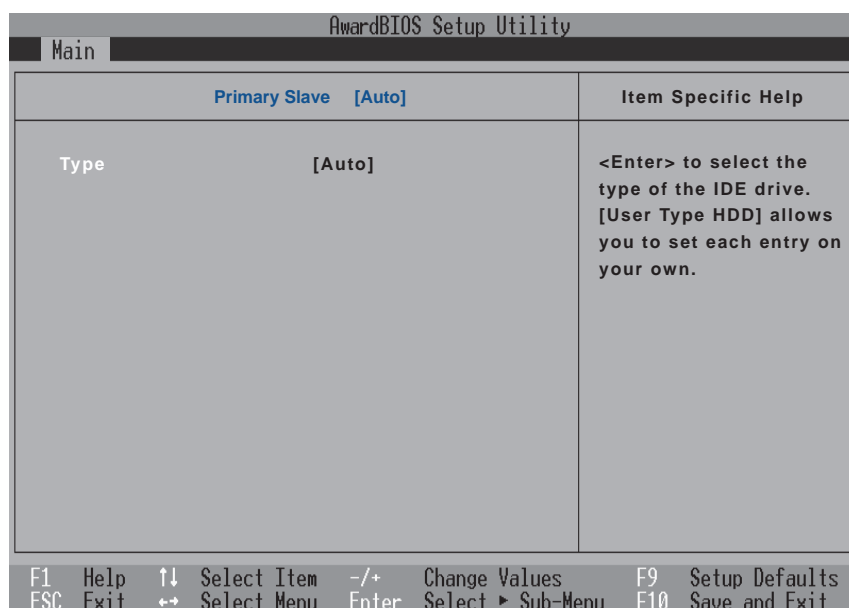 AwardBIOS Setup Utility
Main
Primary Slave [Auto]
Item Specific Help
Type [Auto]
<Enter> to select the
type of the IDE drive.
[User Type HDD] allows
you to set each entry on
your own.
F1 Help ↑↓ Select Item -/+ Change Values F9 Setup Defaults
ESC Exit ←→ Select Menu Enter Select ► Sub-Menu F10 Save and Exit